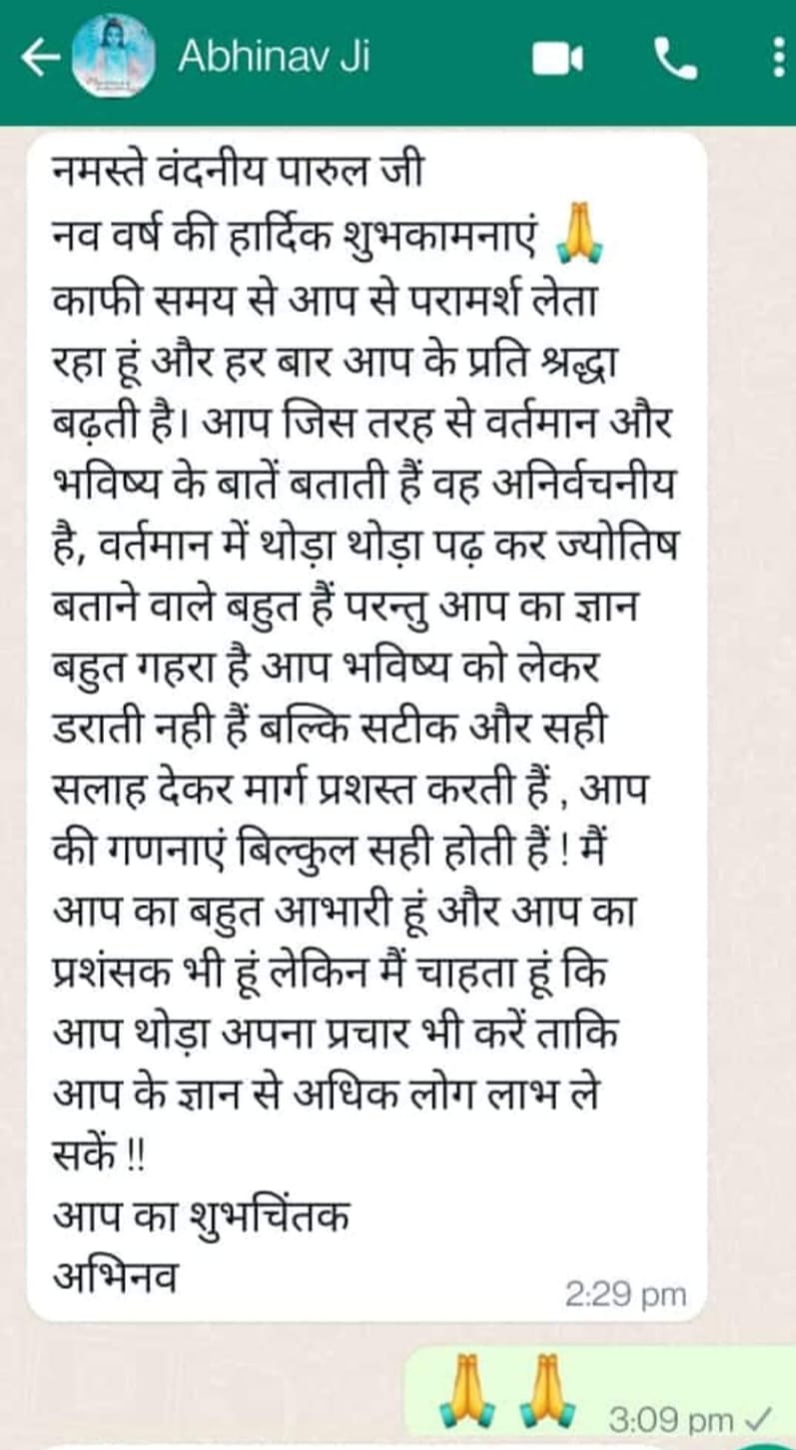 Abhinav Ji
नमस्ते वंदनीय पारुल जी
नव वर्ष की हार्दिक शुभकामनाएं 🙏
काफी समय से आप से परामर्श लेता
रहा हूं और हर बार आप के प्रति श्रद्धा
बढ़ती है। आप जिस तरह से वर्तमान और
भविष्य के बातें बताती हैं वह अनिर्वचनीय
है, वर्तमान में थोड़ा थोड़ा पढ़ कर ज्योतिष
बताने वाले बहुत हैं परन्तु आप का ज्ञान
बहुत गहरा है आप भविष्य को लेकर
डराती नही हैं बल्कि सटीक और सही
सलाह देकर मार्ग प्रशस्त करती हैं , आप
की गणनाएं बिल्कुल सही होती हैं ! मैं
आप का बहुत आभारी हूं और आप का
प्रशंसक भी हूं लेकिन मैं चाहता हूं कि
आप थोड़ा अपना प्रचार भी करें ताकि
आप के ज्ञान से अधिक लोग लाभ ले
सकें !!
आप का शुभचिंतक
अभिनव
2:29 pm
🙏 🙏 3:09 pm